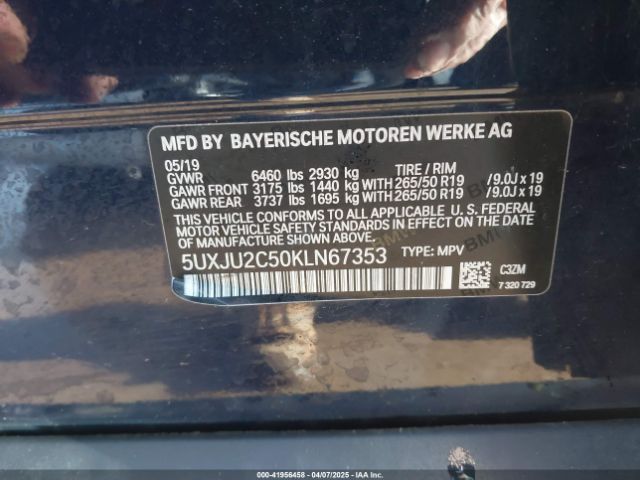 MFD BY BAYERISCHE MOTOREN WERKE AG
05/19
GVWR 6460 lbs 2930 kg TIRE / RIM
GAWR FRONT 3175 lbs 1440 kg WITH 265/50 R19 /9.0J x 19
GAWR REAR 3737 lbs 1695 kg WITH 265/50 R19 /9.0J x 19
THIS VEHICLE CONFORMS TO ALL APPLICABLE U. S. FEDERAL
MOTOR VEHICLE SAFETY STANDARDS IN EFFECT ON THE
DATE OF MANUFACTURE SHOWN ABOVE.
5UXJU2C50KLN67353 TYPE: MPV
C3ZM
7 320 729
000-41956458 - 04/07/2025 - IAAI.COM